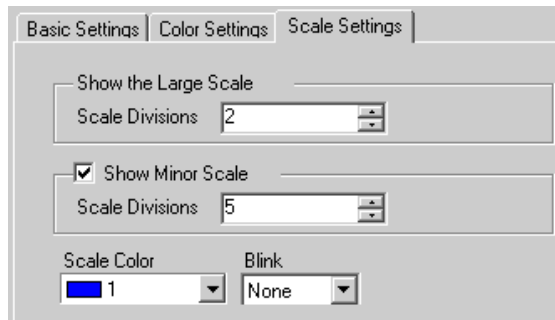 Basic Settings Color Settings Scale Settings
Show the Large Scale
Scale Divisions 2
Show Minor Scale
Scale Divisions 5
Scale Color Blink
1 None